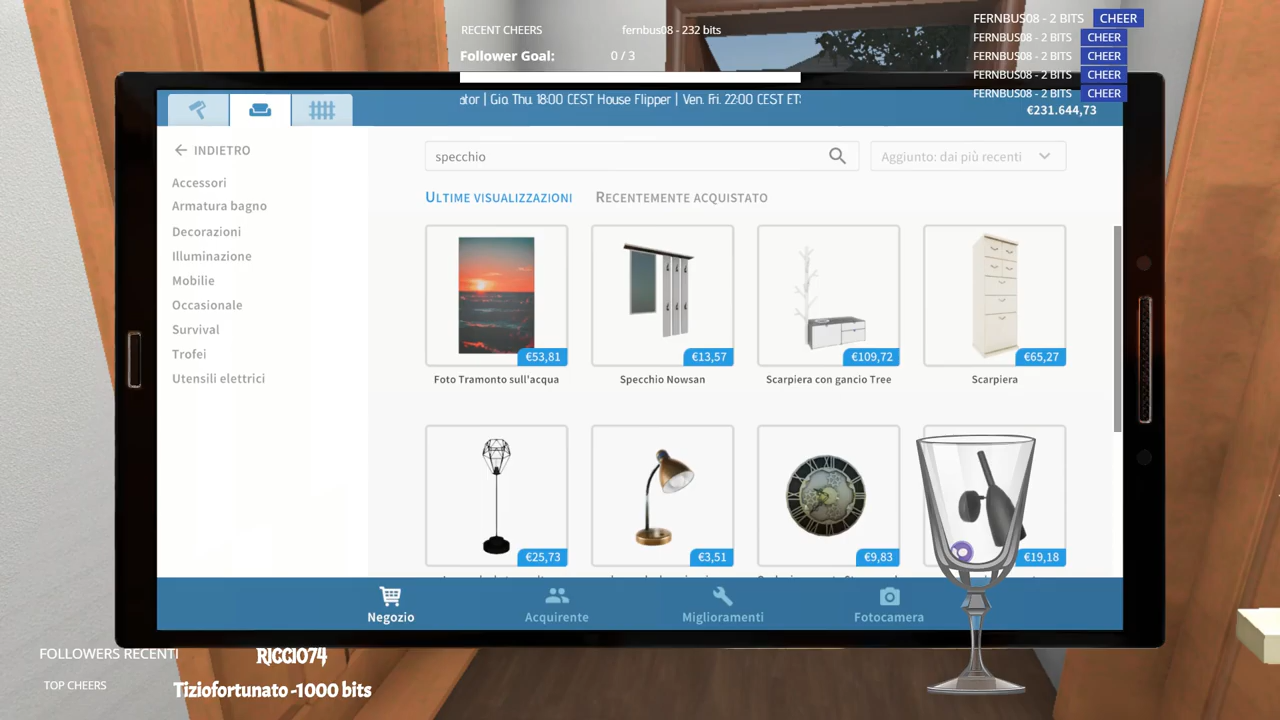 RECENT CHEERS
fernbus08 - 232 bits
Follower Goal:
0 / 3
FERNBUS08 - 2 BITS CHEER
FERNBUS08 - 2 BITS CHEER
FERNBUS08 - 2 BITS CHEER
FERNBUS08 - 2 BITS CHEER
FERNBUS08 - 2 BITS CHEER
| Gio. Thu. 18:00 CEST House Flipper | Ven. Fri. 22:00 CEST
€231.644,73
INDIETRO
Accessori
Armatura bagno
Decorazioni
Illuminazione
Mobilie
Occasionale
Survival
Trofei
Utensili elettrici
specchio
Aggiunto: dai più recenti
ULTIME VISUALIZZAZIONI
RECENTEMENTE ACQUISTATO
€53,81
Foto Tramonto sull'acqua
€13,57
Specchio Nowsan
€109,72
Scarpiera con gancio Tree
€65,27
Scarpiera
€25,73
€3,51
€9,83
€19,18
Negozio
Acquirente
Miglioramenti
Fotocamera
FOLLOWERS RECENTI
RICCIO74
TOP CHEERS
Tiziofortunato -1000 bits